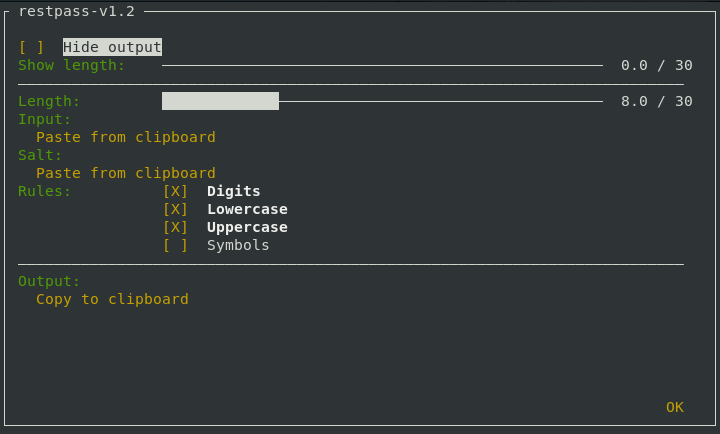 restpass-v1.2
[ ] Hide output
Show length: 0.0 / 30
Length: 8.0 / 30
Input:
Paste from clipboard
Salt:
Paste from clipboard
Rules: [X] Digits
[X] Lowercase
[X] Uppercase
[ ] Symbols
Output:
Copy to clipboard
OK